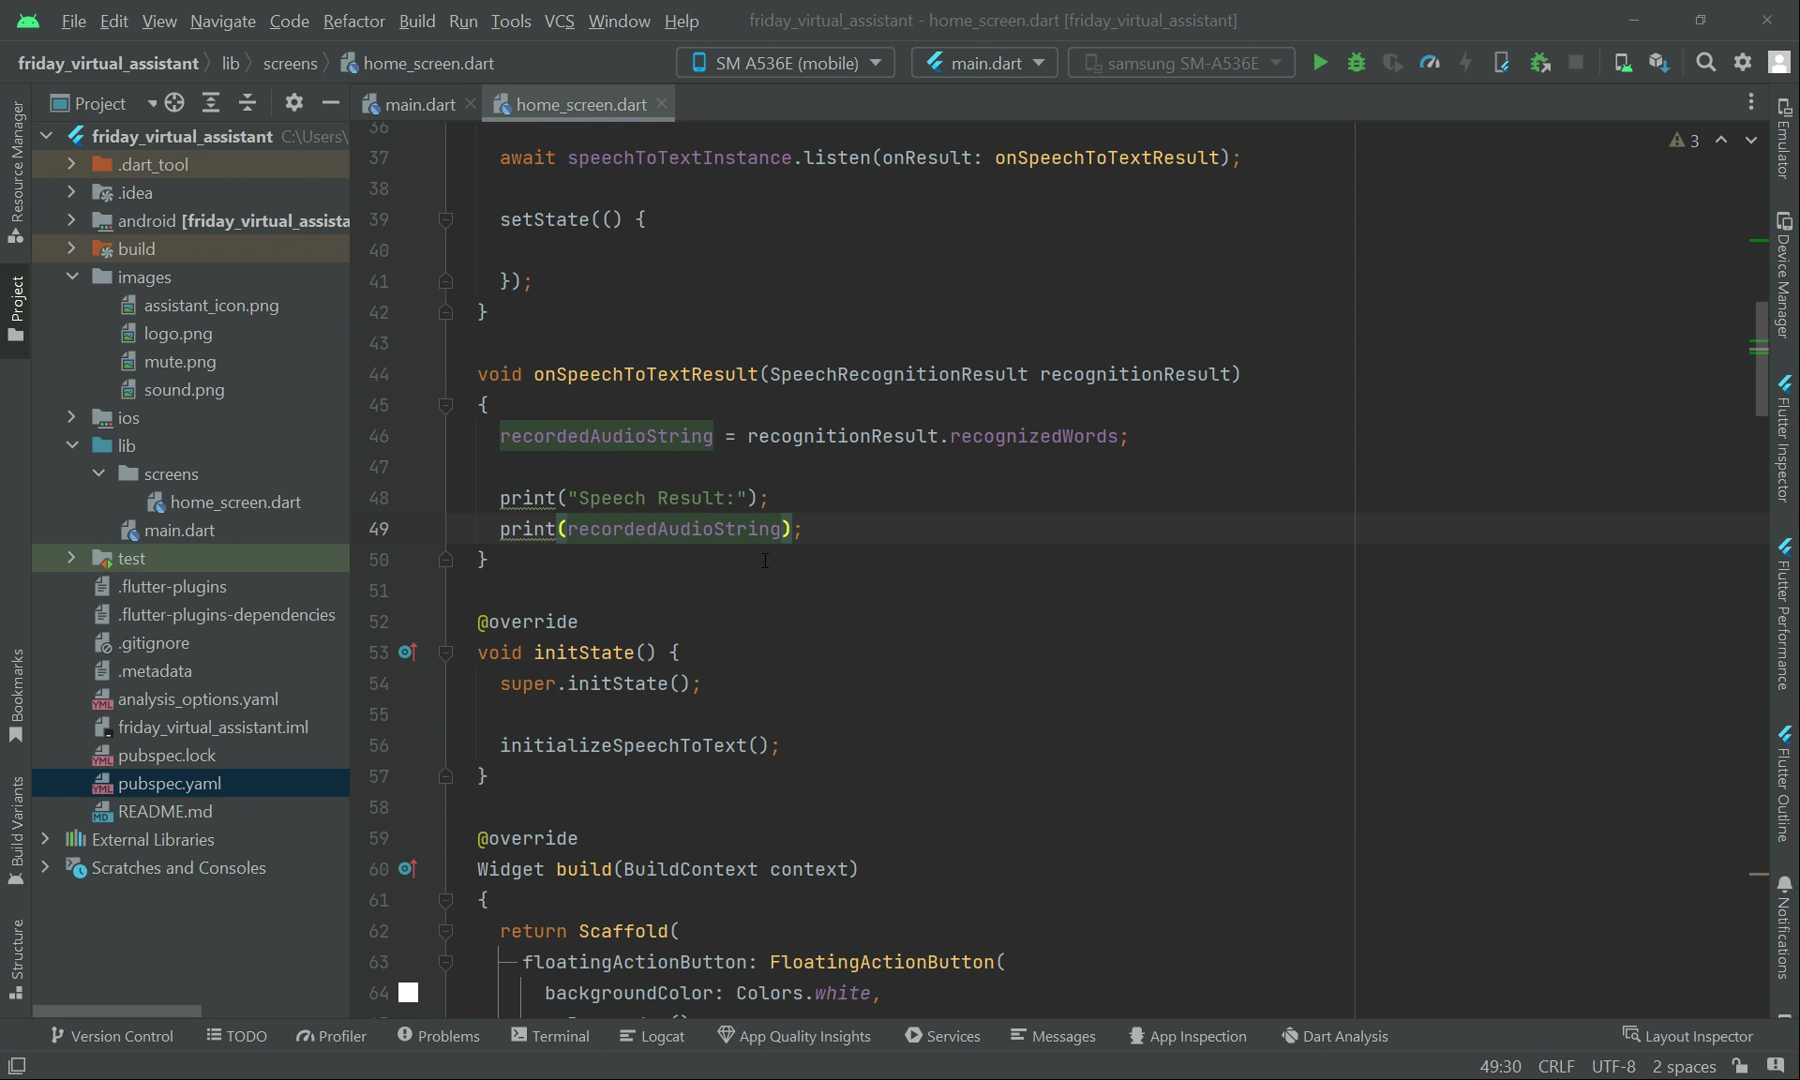 File Edit View Navigate Code Refactor Build Run Tools VCS Window Help friday_virtual_assistant - home_screen.dart [friday_virtual_assistant]
friday_virtual_assistant lib screens home_screen.dart SM A536E (mobile) main.dart samsung SM-A536E
Project main.dart home_screen.dart
friday_virtual_assistant C:\Users\
.dart_tool
.idea
android [friday_virtual_assista
build
images
assistant_icon.png
logo.png
mute.png
sound.png
ios
lib
screens
home_screen.dart
main.dart
test
.flutter-plugins
.flutter-plugins-dependencies
.gitignore
.metadata
analysis_options.yaml
friday_virtual_assistant.iml
pubspec.lock
pubspec.yaml
README.md
External Libraries
Scratches and Consoles
Resource Manager
Project
Bookmarks
Build Variants
Structure
36
37 await speechToTextInstance.listen(onResult: onSpeechToTextResult);
38
39 setState(() {
40
41 });
42 }
43
44 void onSpeechToTextResult(SpeechRecognitionResult recognitionResult)
45 {
46 recordedAudioString = recognitionResult.recognizedWords;
47
48 print("Speech Result:");
49 print(recordedAudioString);
50 }
51
52 @override
53 void initState() {
54 super.initState();
55
56 initializeSpeechToText();
57 }
58
59 @override
60 Widget build(BuildContext context)
61 {
62 return Scaffold(
63 floatingActionButton: FloatingActionButton(
64 backgroundColor: Colors.white,
3
Emulator
Device Manager
Flutter Inspector
Flutter Performance
Flutter Outline
Notifications
Version Control TODO Profiler Problems Terminal Logcat App Quality Insights Services Messages App Inspection Dart Analysis Layout Inspector
49:30 CRLF UTF-8 2 spaces